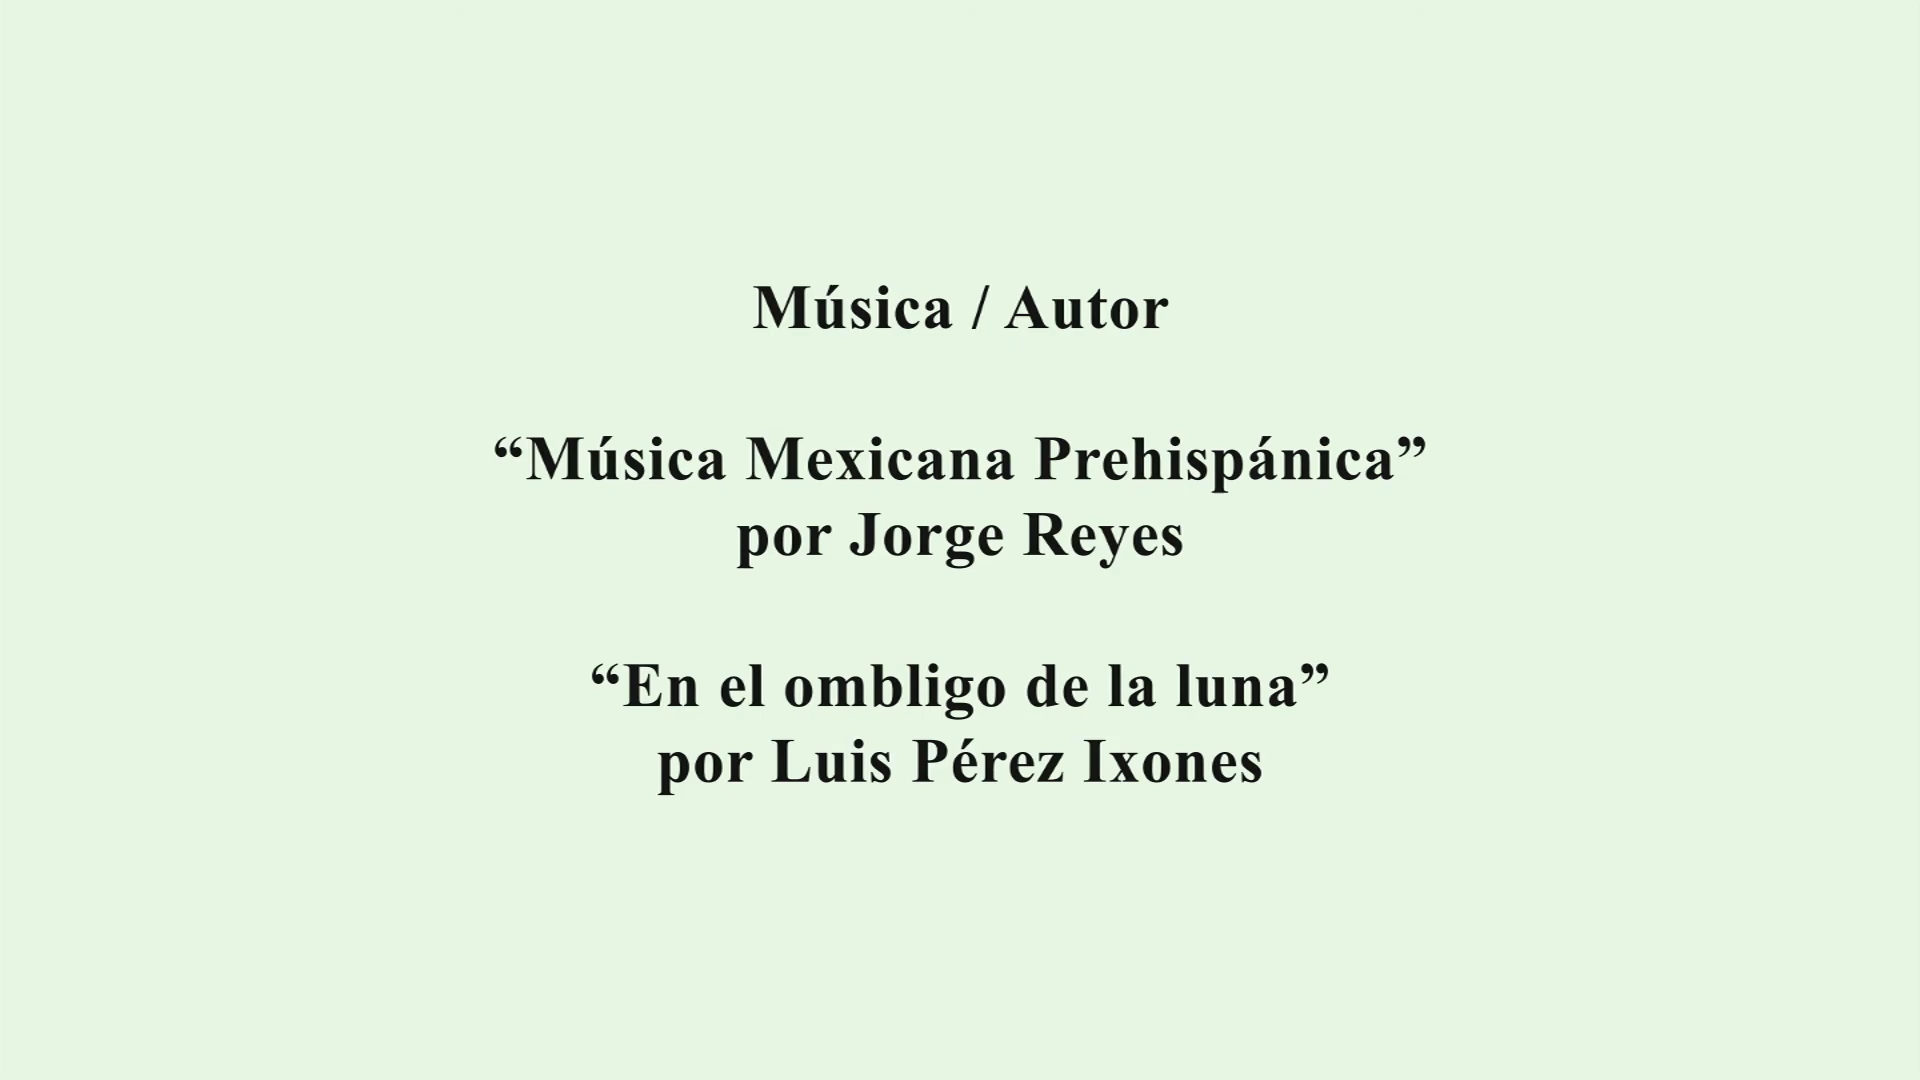 Música / Autor
“Música Mexicana Prehispánica”
por Jorge Reyes
“En el ombligo de la luna”
por Luis Pérez Ixones